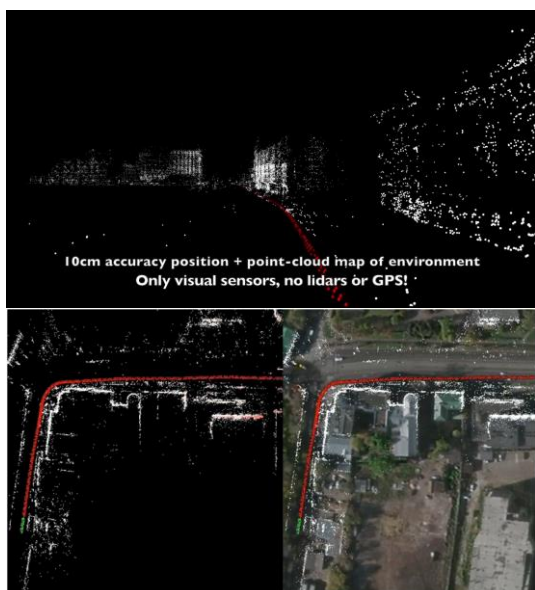 10cm accuracy position + point-cloud map of environment
Only visual sensors, no lidars or GPS!